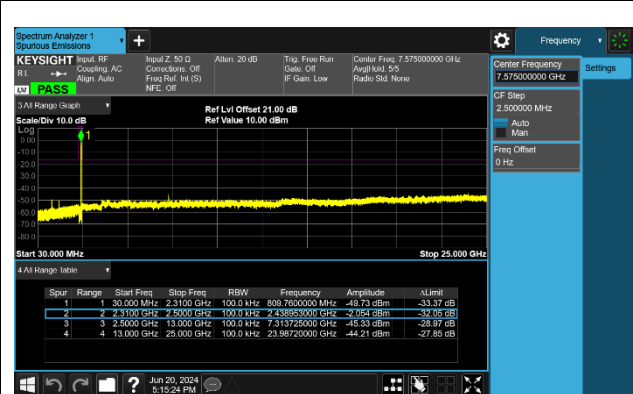 Spectrum Analyzer 1
Spurious Emissions
Frequency
KEYSIGHT
Input: RF
Coupling: AC
Align: Auto
Input Z: 50 Ω
Corrections: Off
Freq Ref: Int (S)
NFE: Off
Atten: 20 dB
Trig: Free Run
Gate: Off
IF Gain: Low
Center Freq: 7.575000000 GHz
Avg|Hold: 5/5
Radio Std: None
PASS
Center Frequency
7.575000000 GHz
Settings
CF Step
2.500000 MHz
Auto
Man
Freq Offset
0 Hz
3 All Range Graph
Ref Lvl Offset 21.00 dB
Scale/Div 10.0 dB
Ref Value 10.00 dBm
Log
1
0.00
-10.0
-20.0
-30.0
-40.0
-50.0
-60.0
-70.0
-80.0
Start 30.000 MHz
Stop 25.000 GHz
4 All Range Table
Spur Range Start Freq Stop Freq RBW Frequency Amplitude ΔLimit
1 1 30.000 MHz 2.3100 GHz 100.0 kHz 809.7600000 MHz -49.73 dBm -33.37 dB
2 2 2.3100 GHz 2.5000 GHz 100.0 kHz 2.438953000 GHz -2.054 dBm -32.05 dB
3 3 2.5000 GHz 13.000 GHz 100.0 kHz 7.313725000 GHz -45.33 dBm -28.97 dB
4 4 13.000 GHz 25.000 GHz 100.0 kHz 23.98720000 GHz -44.21 dBm -27.85 dB
Jun 20, 2024
5:15:24 PM